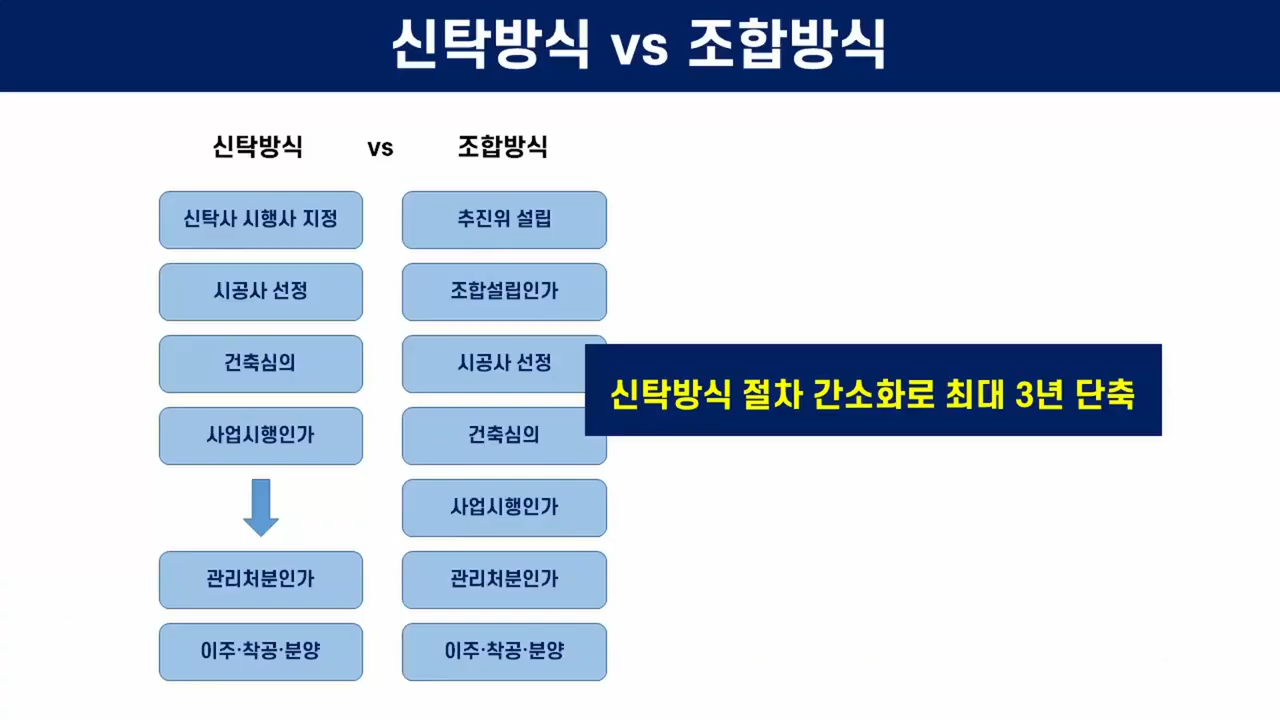 신탁방식 vs 조합방식
신탁방식 vs 조합방식
신탁사 시행사 지정
추진위 설립
시공사 선정
조합설립인가
건축심의
시공사 선정
신탁방식 절차 간소화로 최대 3년 단축
사업시행인가
건축심의
사업시행인가
관리처분인가
관리처분인가
이주·착공·분양
이주·착공·분양